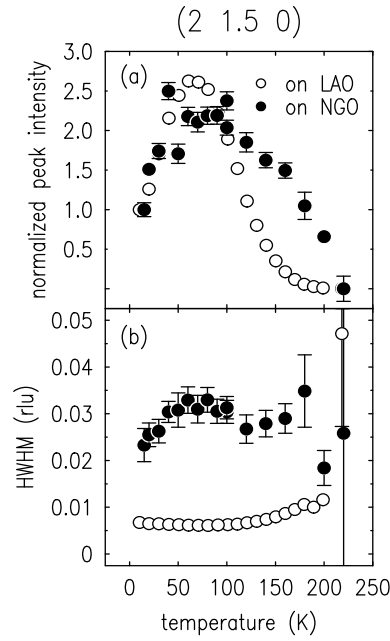 (2 1.5 0)
3.0
2.5
2.0
1.5
1.0
0.5
normalized peak intensity
(a)
on LAO
on NGO
0.05
0.04
0.03
0.02
0.01
0
HWHM (rlu)
(b)
0 50 100 150 200 250
temperature (K)